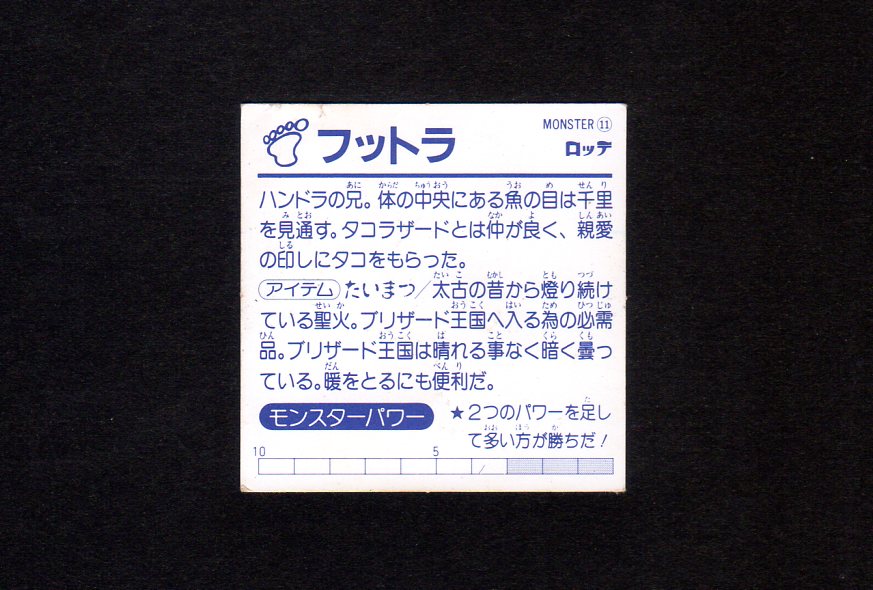 MONSTER ⑪
フットラ
ロッテ
ハンドラの兄。体の中央にある魚の目は千里
を見通す。タコラザードとは仲が良く、親愛
の印しにタコをもらった。
アイテム たいまつ/太古の昔から燈り続け
ている聖火。ブリザード王国へ入る為の必需
品。ブリザード王国は晴れる事なく暗く曇っ
ている。暖をとるにも便利だ。
モンスターパワー ★2つのパワーを足し
て多い方が勝ちだ!
10 5